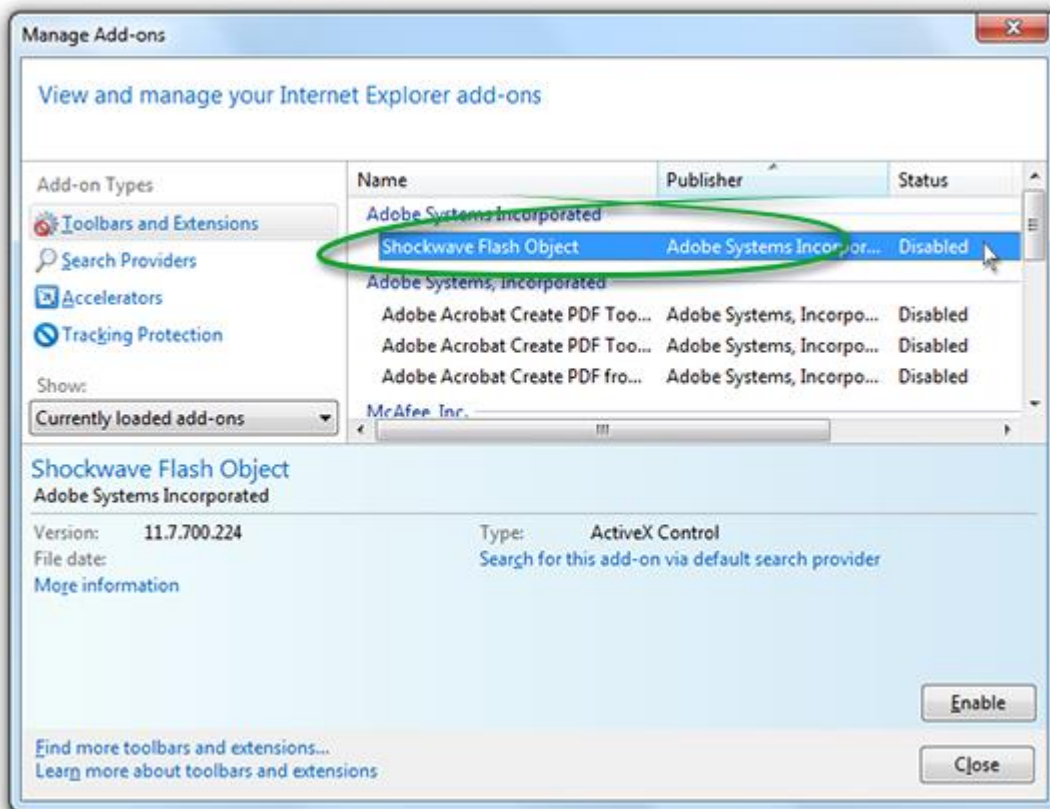 Manage Add-ons
View and manage your Internet Explorer add-ons
Add-on Types
Toolbars and Extensions
Search Providers
Accelerators
Tracking Protection
Show:
Currently loaded add-ons
Name Publisher Status
Adobe Systems Incorporated
Shockwave Flash Object Adobe Systems Incorpor... Disabled
Adobe Systems, Incorporated
Adobe Acrobat Create PDF Too... Adobe Systems, Incorpo... Disabled
Adobe Acrobat Create PDF Too... Adobe Systems, Incorpo... Disabled
Adobe Acrobat Create PDF fro... Adobe Systems, Incorpo... Disabled
McAfee, Inc.
Shockwave Flash Object
Adobe Systems Incorporated
Version: 11.7.700.224 Type: ActiveX Control
File date: Search for this add-on via default search provider
More information
Enable
Find more toolbars and extensions...
Learn more about toolbars and extensions
Close